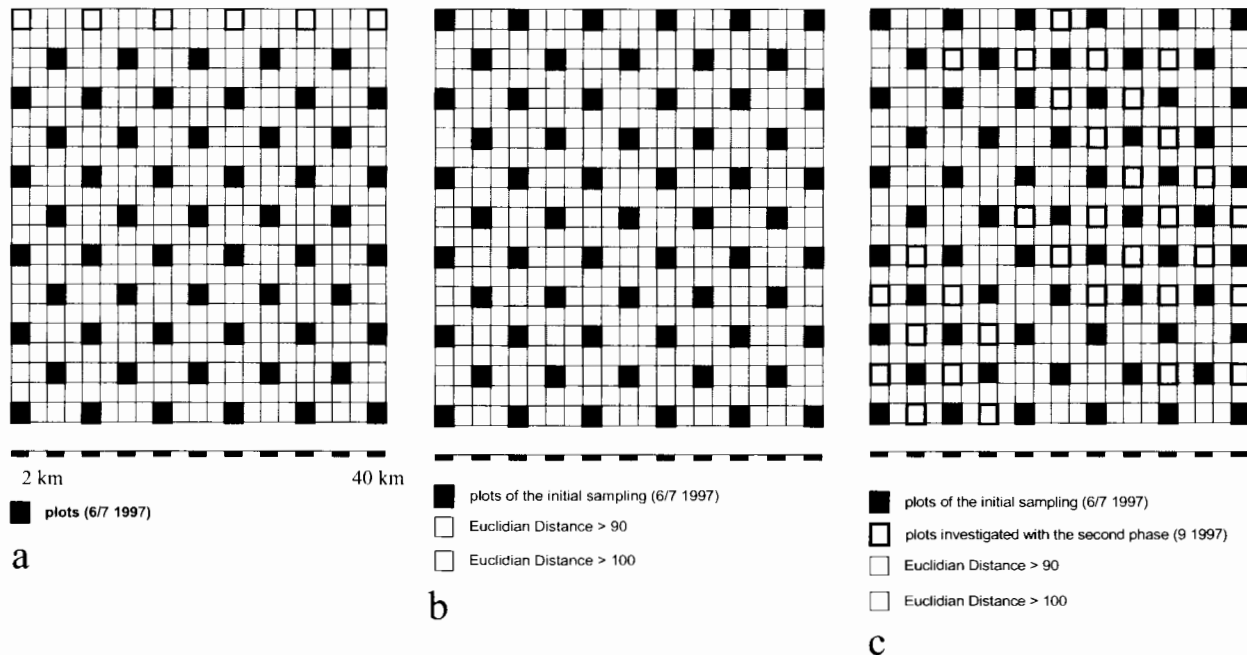 2 km 40 km
plots (6/7 1997)
a
plots of the initial sampling (6/7 1997)
Euclidian Distance > 90
Euclidian Distance > 100
b
plots of the initial sampling (6/7 1997)
plots investigated with the second phase (9 1997)
Euclidian Distance > 90
Euclidian Distance > 100
c